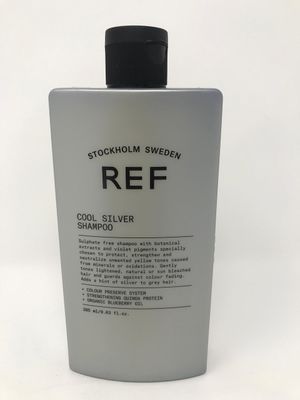 STOCKHOLM SWEDEN
REF
COOL SILVER
SHAMPOO
Sulphate free shampoo with botanical
extracts and violet pigments specially
chosen to protect, strengthen and
neutralize unwanted yellow tones caused
from minerals or oxidations. Gently
tones lightened, natural or sun bleached
hair and guards against colour fading.
Adds a hint of silver to grey hair.
• COLOUR PRESERVE SYSTEM
• STRENGTHENING QUINOA PROTEIN
• ORGANIC BLUEBERRY OIL
285 ml/9.63 fl.oz.